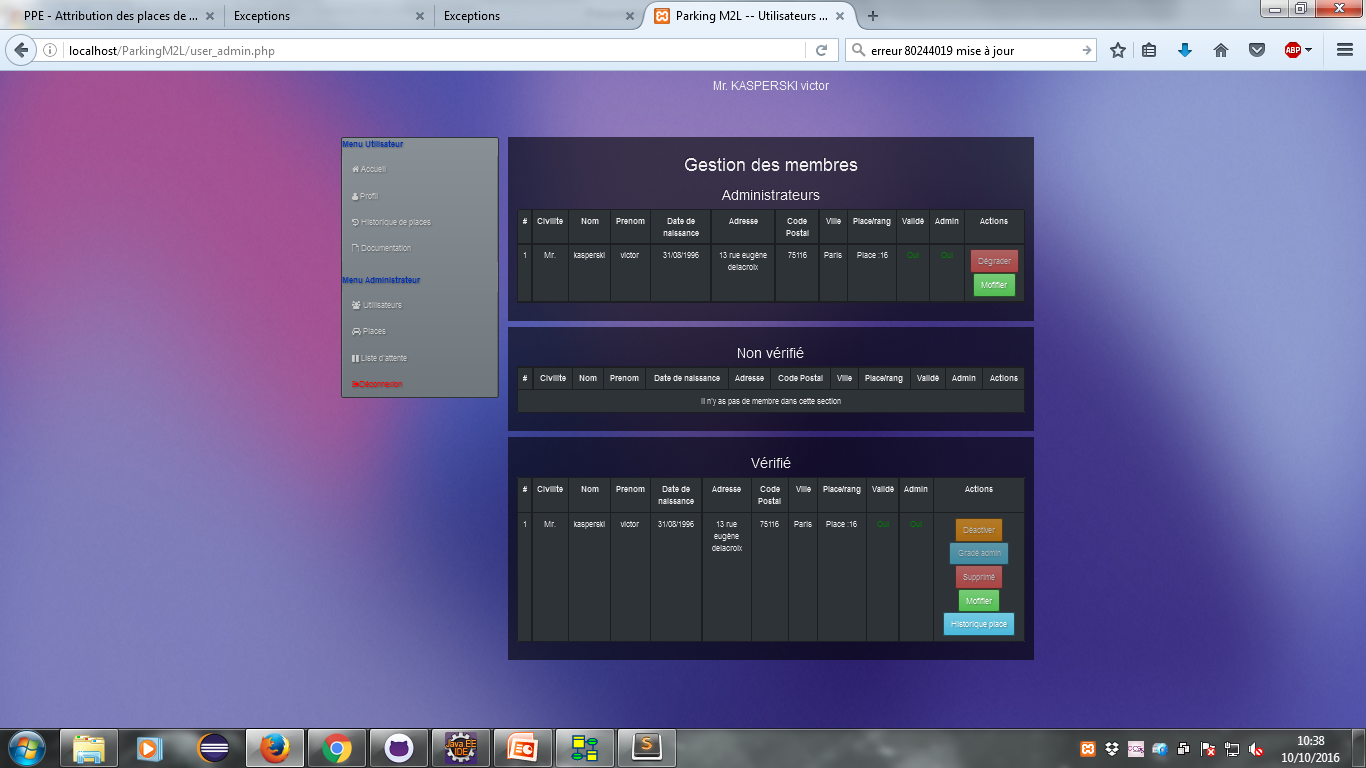 PPE - Attribution des places de ...
Exceptions
Exceptions
Parking M2L -- Utilisateurs ...
localhost/ParkingM2L/user_admin.php
erreur 80244019 mise à jour
ABP
Mr. KASPERSKI victor
Menu Utilisateur
Accueil
Profil
Historique de places
Documentation
Menu Administrateur
Utilisateurs
Places
Liste d'attente
Déconnexion
Gestion des membres
Administrateurs
# Civilite Nom Prenom Date de naissance Adresse Code Postal Ville Place/rang Validé Admin Actions
1 Mr. kasperski victor 31/08/1996 13 rue eugène delacroix 75116 Paris Place :16 Oui Oui Dégrader
Mofifier
Non vérifié
# Civilite Nom Prenom Date de naissance Adresse Code Postal Ville Place/rang Validé Admin Actions
Il n'y as pas de membre dans cette section
Vérifié
# Civilite Nom Prenom Date de naissance Adresse Code Postal Ville Place/rang Validé Admin Actions
1 Mr. kasperski victor 31/08/1996 13 rue eugène delacroix 75116 Paris Place :16 Oui Oui Déactiver
Gradé admin
Supprimé
Mofifier
Historique place
Java EE
IDE
10:38
10/10/2016